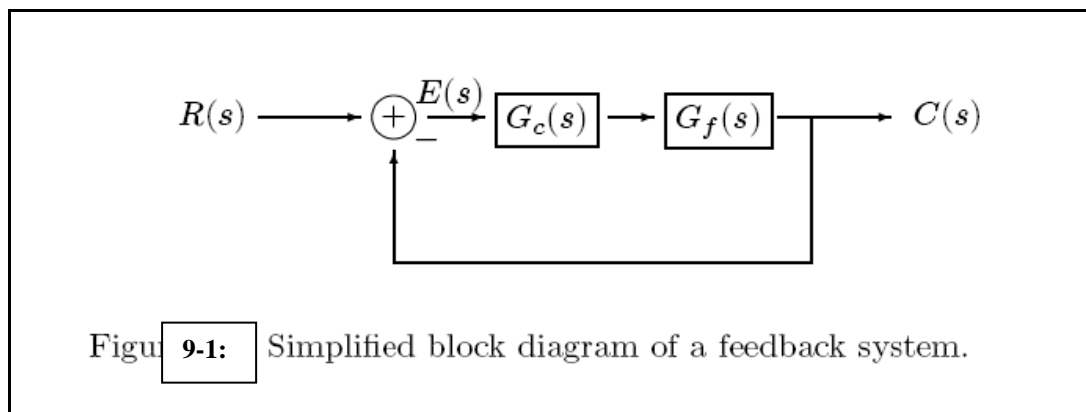 R(s) + − E(s) G_c(s) G_f(s) C(s)
Figu 9-1: Simplified block diagram of a feedback system.